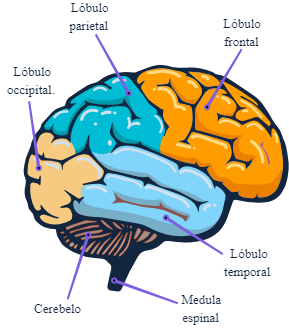 Lóbulo
parietal
Lóbulo
frontal
Lóbulo
occipital.
Lóbulo
temporal
Cerebelo
Medula
espinal